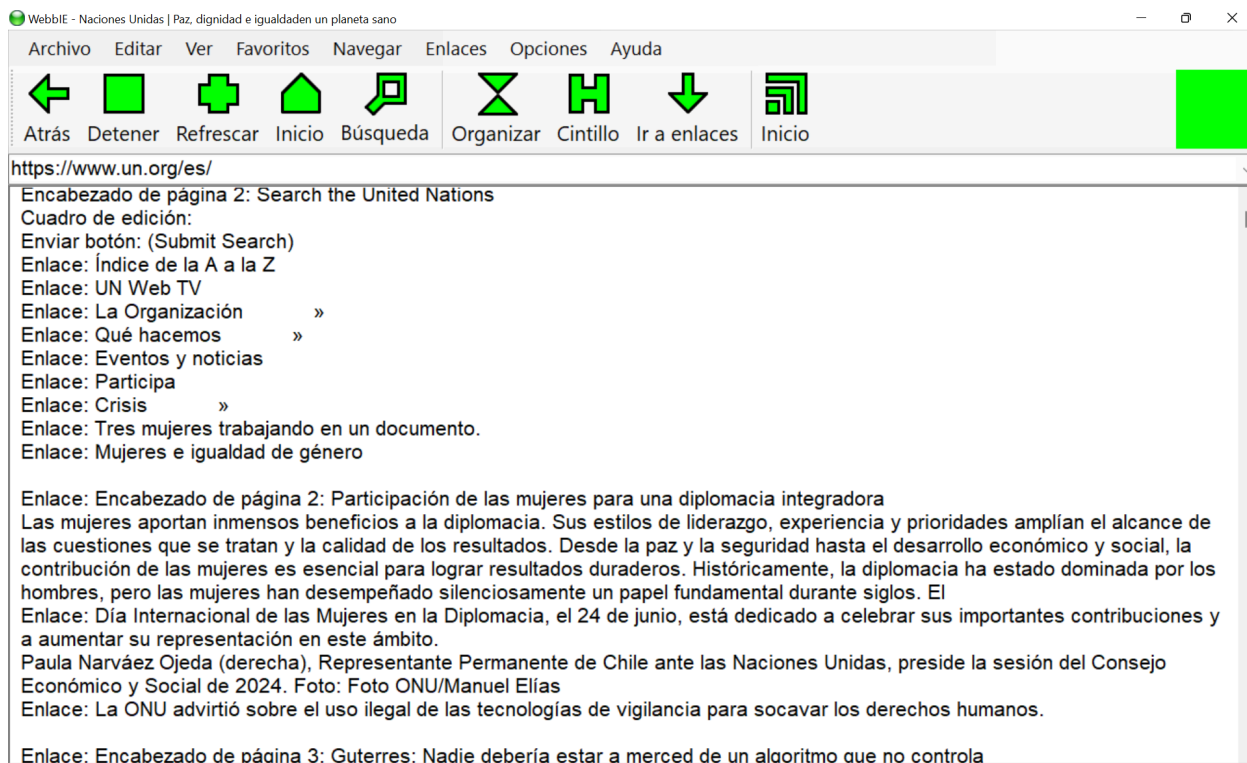 WebbIE - Naciones Unidas | Paz, dignidad e igualdaden un planeta sano
Archivo Editar Ver Favoritos Navegar Enlaces Opciones Ayuda
Atrás Detener Refrescar Inicio Búsqueda Organizar Cintillo Ir a enlaces Inicio
https://www.un.org/es/
Encabezado de página 2: Search the United Nations
Cuadro de edición:
Enviar botón: (Submit Search)
Enlace: Índice de la A a la Z
Enlace: UN Web TV
Enlace: La Organización »
Enlace: Qué hacemos »
Enlace: Eventos y noticias
Enlace: Participa
Enlace: Crisis »
Enlace: Tres mujeres trabajando en un documento.
Enlace: Mujeres e igualdad de género
Enlace: Encabezado de página 2: Participación de las mujeres para una diplomacia integradora
Las mujeres aportan inmensos beneficios a la diplomacia. Sus estilos de liderazgo, experiencia y prioridades amplían el alcance de
las cuestiones que se tratan y la calidad de los resultados. Desde la paz y la seguridad hasta el desarrollo económico y social, la
contribución de las mujeres es esencial para lograr resultados duraderos. Históricamente, la diplomacia ha estado dominada por los
hombres, pero las mujeres han desempeñado silenciosamente un papel fundamental durante siglos. El
Enlace: Día Internacional de las Mujeres en la Diplomacia, el 24 de junio, está dedicado a celebrar sus importantes contribuciones y
a aumentar su representación en este ámbito.
Paula Narváez Ojeda (derecha), Representante Permanente de Chile ante las Naciones Unidas, preside la sesión del Consejo
Económico y Social de 2024. Foto: Foto ONU/Manuel Elías
Enlace: La ONU advirtió sobre el uso ilegal de las tecnologías de vigilancia para socavar los derechos humanos.
Enlace: Encabezado de página 3: Guterres: Nadie debería estar a merced de un algoritmo que no controla